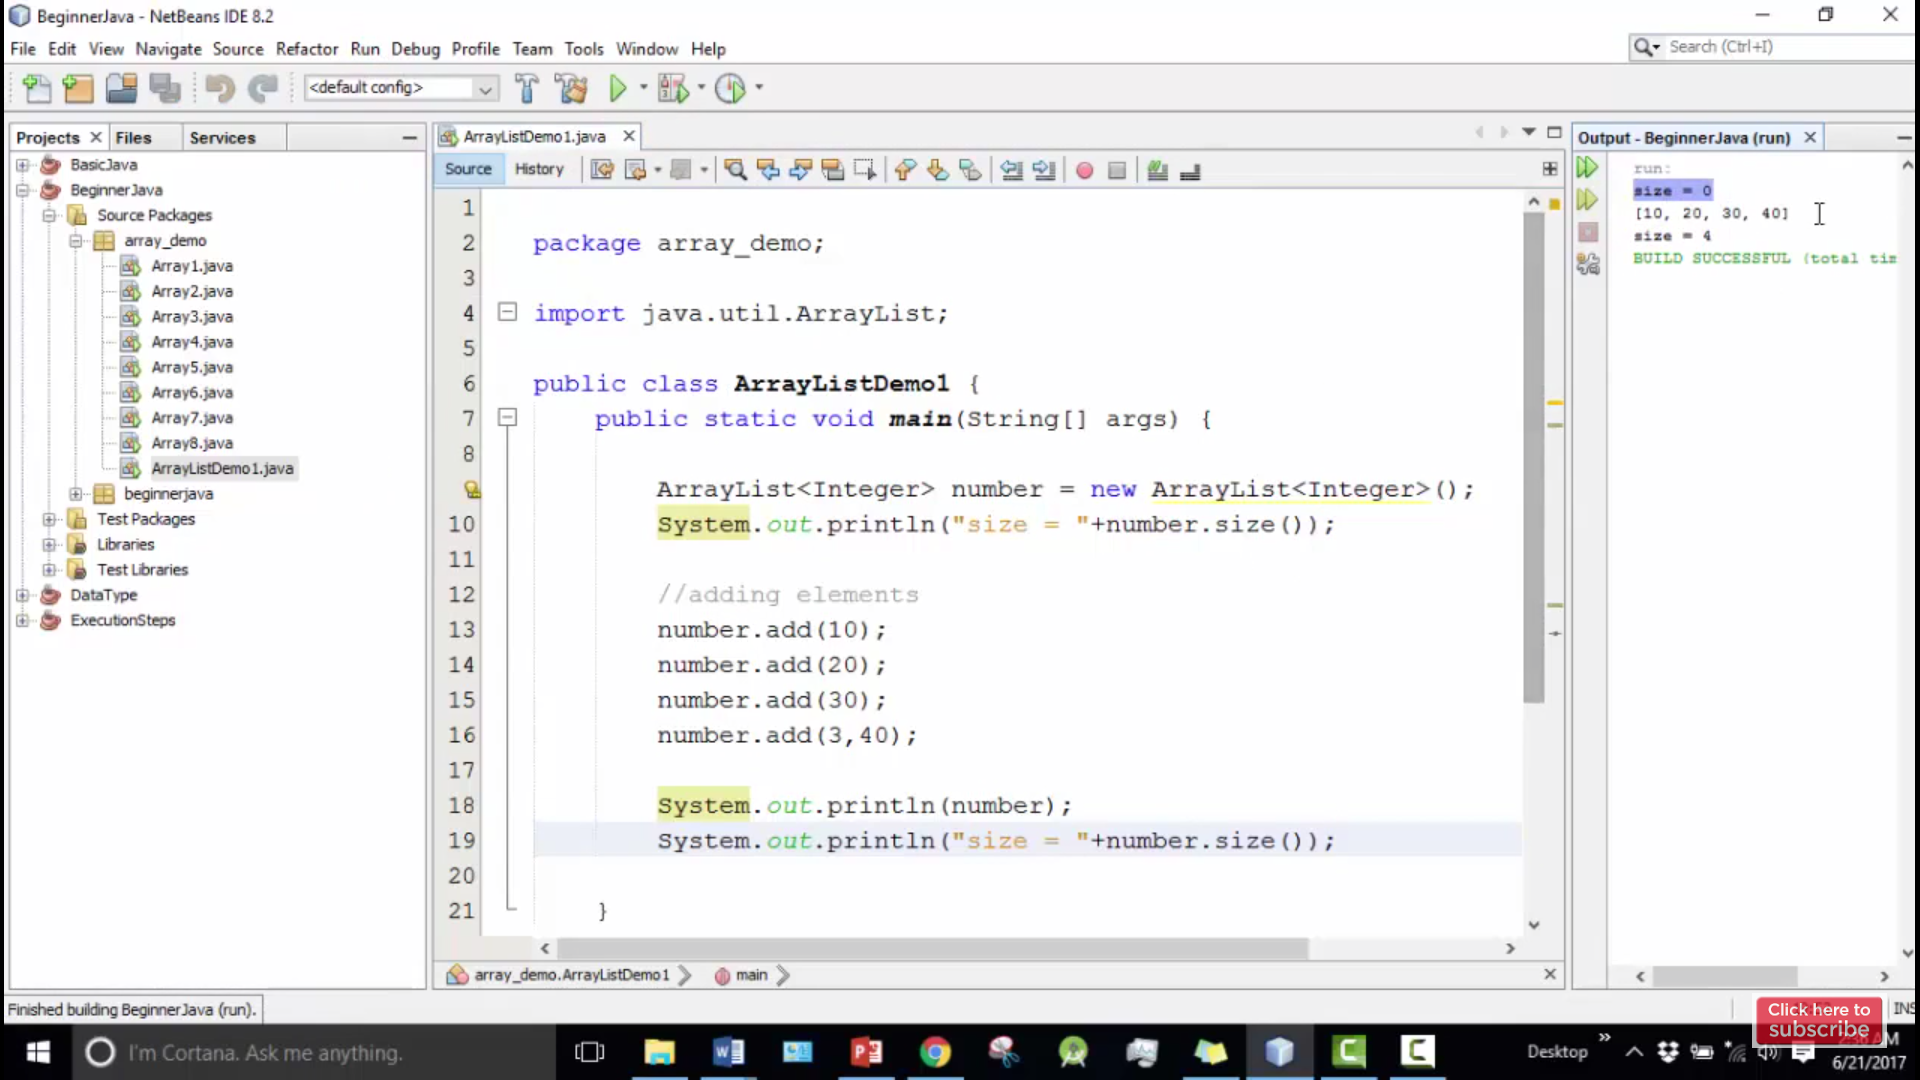 BeginnerJava - NetBeans IDE 8.2
File Edit View Navigate Source Refactor Run Debug Profile Team Tools Window Help
Search (Ctrl+I)
<default config>
Projects Files Services
BasicJava
BeginnerJava
Source Packages
array_demo
Array1.java
Array2.java
Array3.java
Array4.java
Array5.java
Array6.java
Array7.java
Array8.java
ArrayListDemo1.java
beginnerjava
Test Packages
Libraries
Test Libraries
DataType
ExecutionSteps
ArrayListDemo1.java
Source History
1
2 package array_demo;
3
4 import java.util.ArrayList;
5
6 public class ArrayListDemo1 {
7 public static void main(String[] args) {
8
ArrayList<Integer> number = new ArrayList<Integer>();
10 System.out.println("size = "+number.size());
11
12 //adding elements
13 number.add(10);
14 number.add(20);
15 number.add(30);
16 number.add(3,40);
17
18 System.out.println(number);
19 System.out.println("size = "+number.size());
20
21 }
array_demo.ArrayListDemo1 main
Output - BeginnerJava (run)
run:
size = 0
[10, 20, 30, 40]
size = 4
BUILD SUCCESSFUL (total tim
Finished building BeginnerJava (run).
INS
Click here to
subscribe
I'm Cortana. Ask me anything.
Desktop
AM
6/21/2017